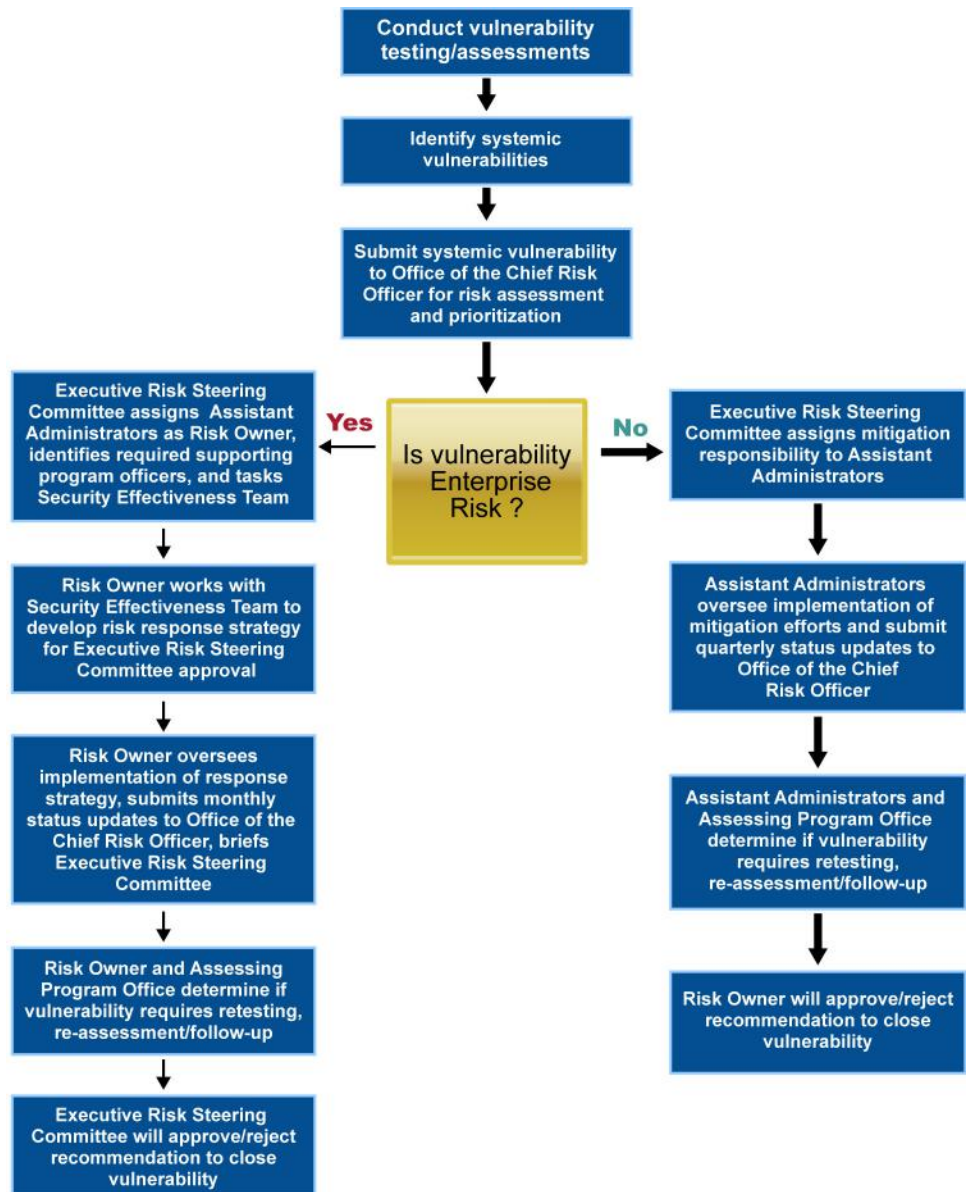 Conduct vulnerability
testing/assessments
Identify systemic
vulnerabilities
Submit systemic vulnerability
to Office of the Chief Risk
Officer for risk assessment
and prioritization
Is vulnerability
Enterprise
Risk ?
Yes
Executive Risk Steering
Committee assigns Assistant
Administrators as Risk Owner,
identifies required supporting
program officers, and tasks
Security Effectiveness Team
Risk Owner works with
Security Effectiveness Team to
develop risk response strategy
for Executive Risk Steering
Committee approval
Risk Owner oversees
implementation of response
strategy, submits monthly
status updates to Office of the
Chief Risk Officer, briefs
Executive Risk Steering
Committee
Risk Owner and Assessing
Program Office determine if
vulnerability requires retesting,
re-assessment/follow-up
Executive Risk Steering
Committee will approve/reject
recommendation to close
vulnerability
No
Executive Risk Steering
Committee assigns mitigation
responsibility to Assistant
Administrators
Assistant Administrators
oversee implementation of
mitigation efforts and submit
quarterly status updates to
Office of the Chief
Risk Officer
Assistant Administrators and
Assessing Program Office
determine if vulnerability
requires retesting,
re-assessment/follow-up
Risk Owner will approve/reject
recommendation to close
vulnerability